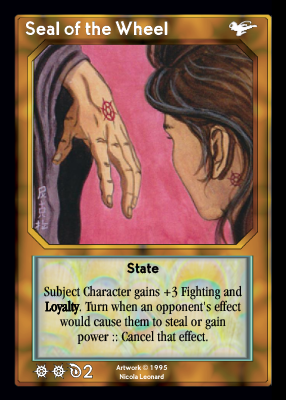 Seal of the Wheel
State
Subject Character gains +3 Fighting and
Loyalty. Turn when an opponent's effect
would cause them to steal or gain
power :: Cancel that effect.
2
Artwork © 1995
Nicola Leonard